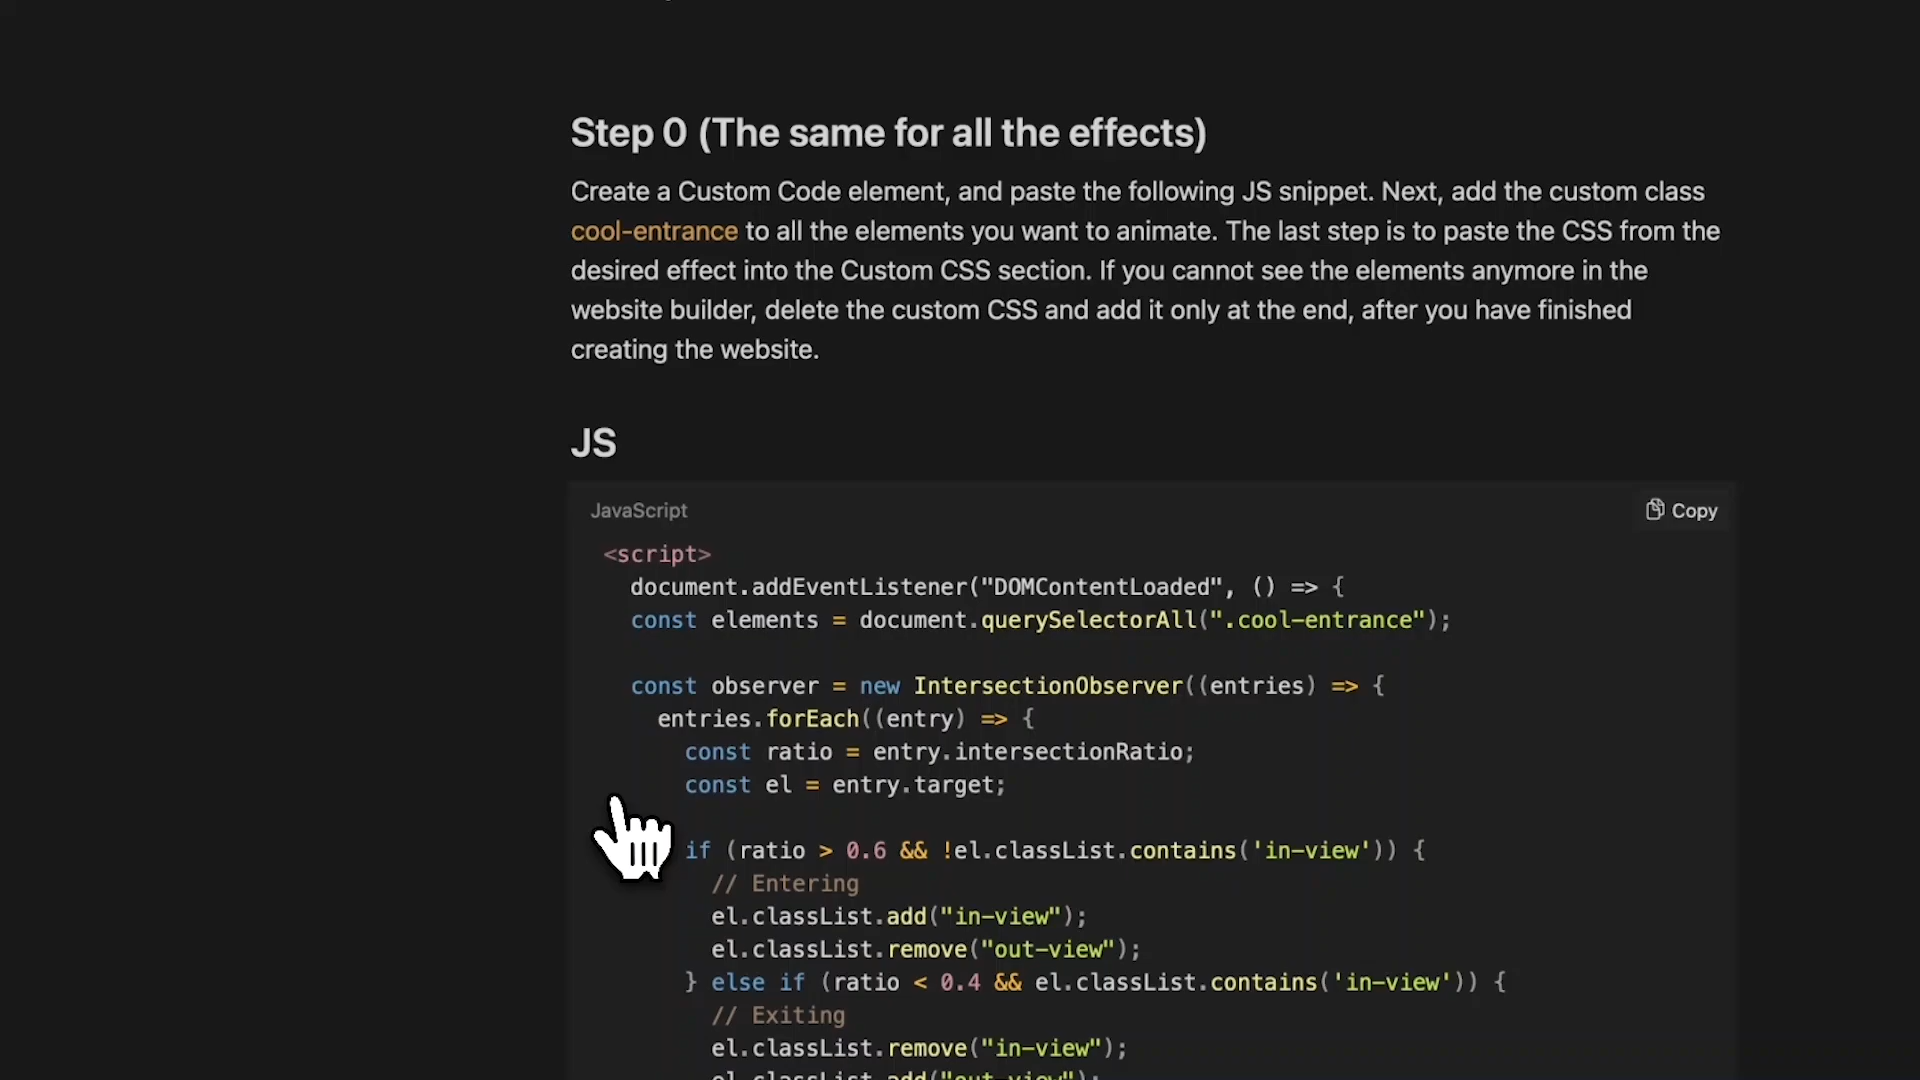 Step 0 (The same for all the effects)
Create a Custom Code element, and paste the following JS snippet. Next, add the custom class
cool-entrance to all the elements you want to animate. The last step is to paste the CSS from the
desired effect into the Custom CSS section. If you cannot see the elements anymore in the
website builder, delete the custom CSS and add it only at the end, after you have finished
creating the website.
JS
JavaScript
Copy
<script>
document.addEventListener("DOMContentLoaded", () => {
const elements = document.querySelectorAll(".cool-entrance");
const observer = new IntersectionObserver((entries) => {
entries.forEach((entry) => {
const ratio = entry.intersectionRatio;
const el = entry.target;
if (ratio > 0.6 && !el.classList.contains('in-view')) {
// Entering
el.classList.add("in-view");
el.classList.remove("out-view");
} else if (ratio < 0.4 && el.classList.contains('in-view')) {
// Exiting
el.classList.remove("in-view");
el.classList.add("out-view");